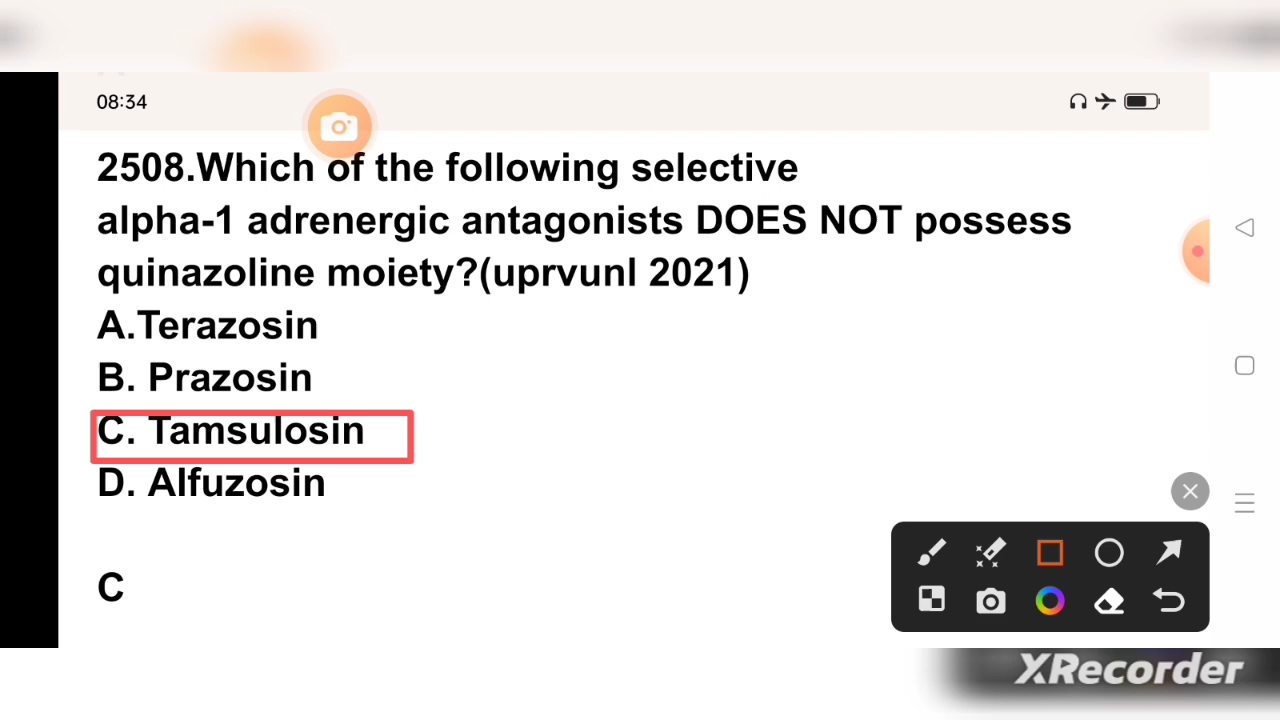 08:34
2508.Which of the following selective
alpha-1 adrenergic antagonists DOES NOT possess
quinazoline moiety?(uprvunl 2021)
A.Terazosin
B. Prazosin
C. Tamsulosin
D. Alfuzosin
C
XRecorder